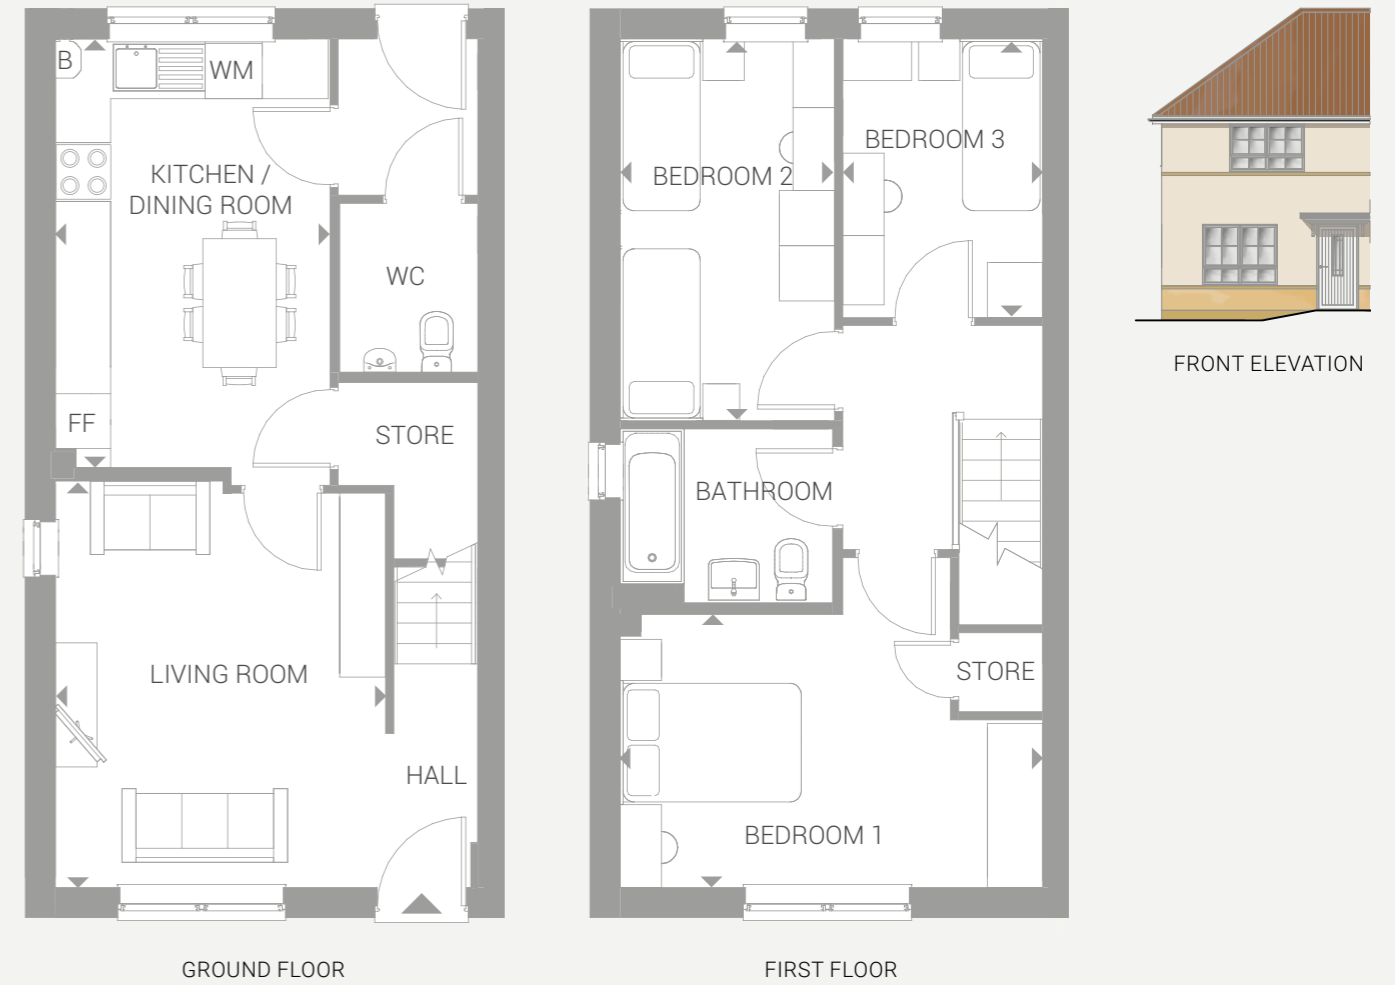 B
WM
KITCHEN /
DINING ROOM
WC
STORE
FF
LIVING ROOM
HALL
GROUND FLOOR
BEDROOM 2
BEDROOM 3
BATHROOM
STORE
BEDROOM 1
FIRST FLOOR
FRONT ELEVATION